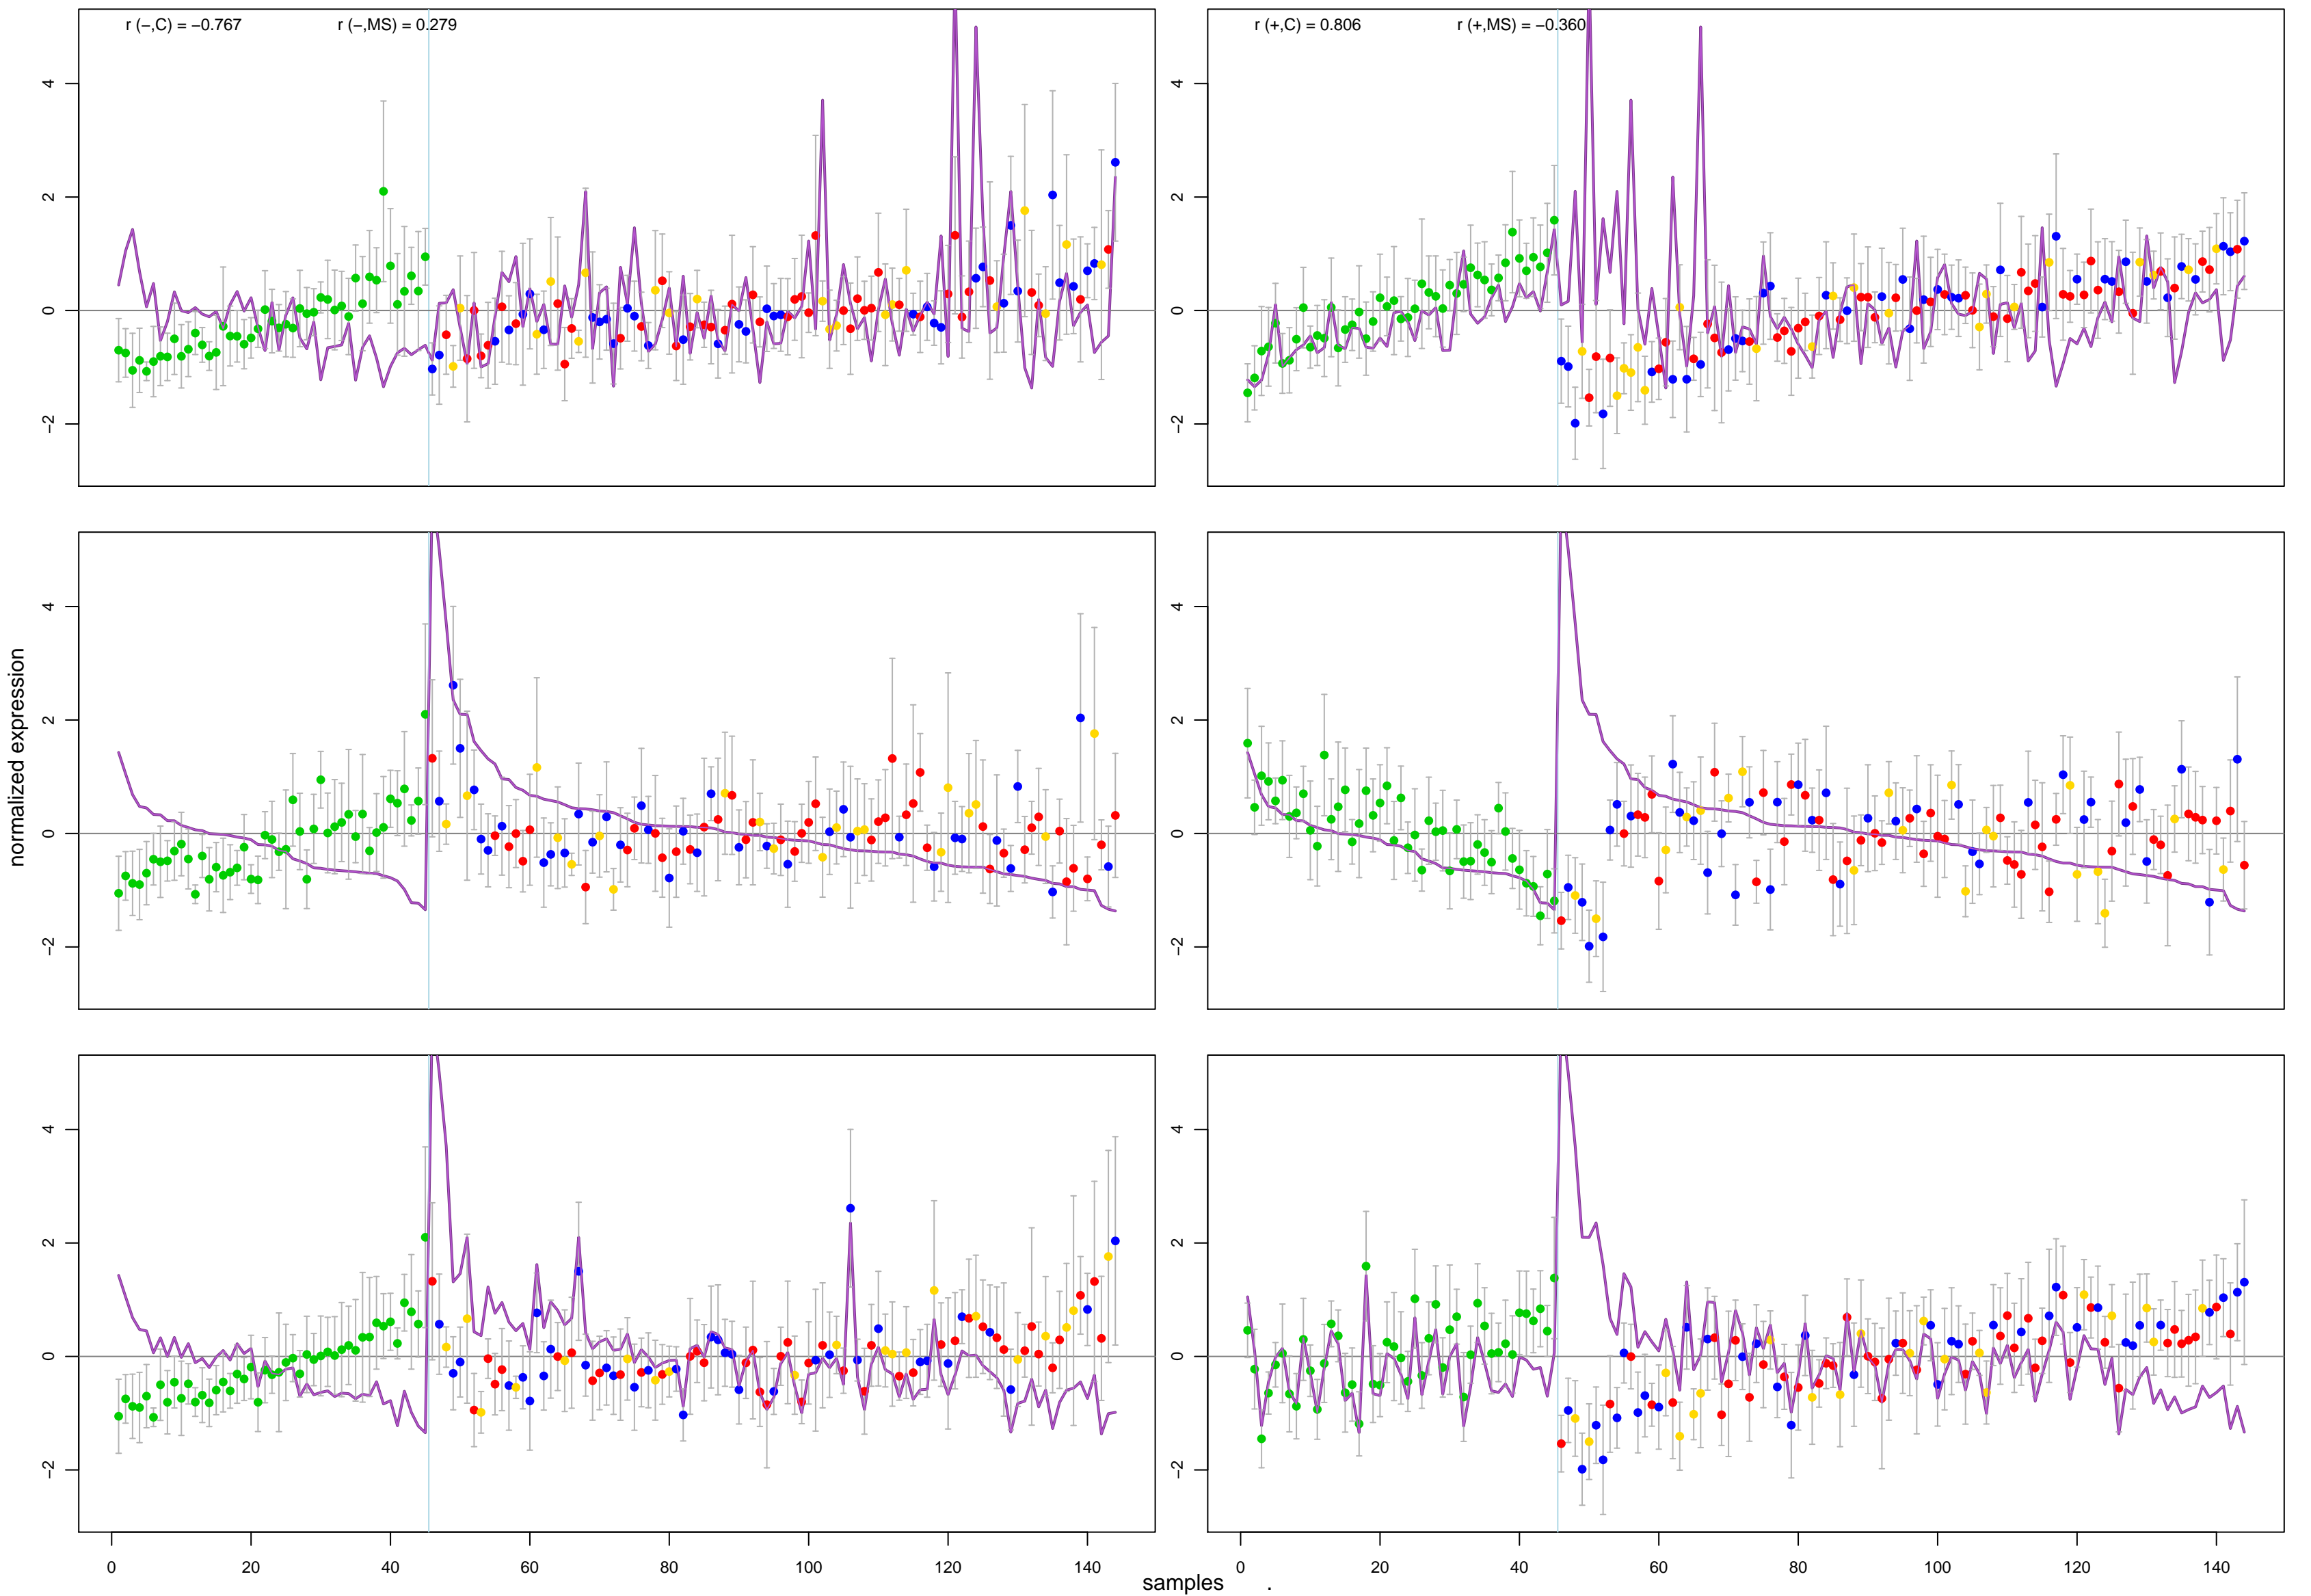 r (−,C) = −0.767 r (−,MS) = 0.279 r (+,C) = 0.806 r (+,MS) = −0.360
4 2 0 −2 4 2 0 −2
normalized expression
4 2 0 −2 4 2 0 −2
4 2 0 −2 4 2 0 −2
0 20 40 60 80 100 120 140 0 20 40 60 80 100 120 140
samples .